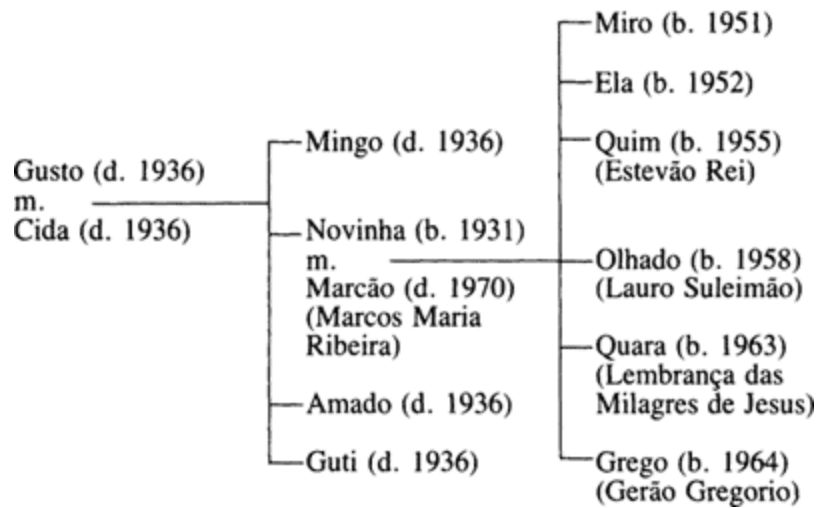 Gusto (d. 1936)
m.
Cida (d. 1936)
Mingo (d. 1936)
Novinha (b. 1931)
m.
Marcão (d. 1970)
(Marcos Maria
Ribeira)
Amado (d. 1936)
Guti (d. 1936)
Miro (b. 1951)
Ela (b. 1952)
Quim (b. 1955)
(Estevão Rei)
Olhado (b. 1958)
(Lauro Suleimão)
Quara (b. 1963)
(Lembrança das
Milagres de Jesus)
Grego (b. 1964)
(Gerão Gregorio)